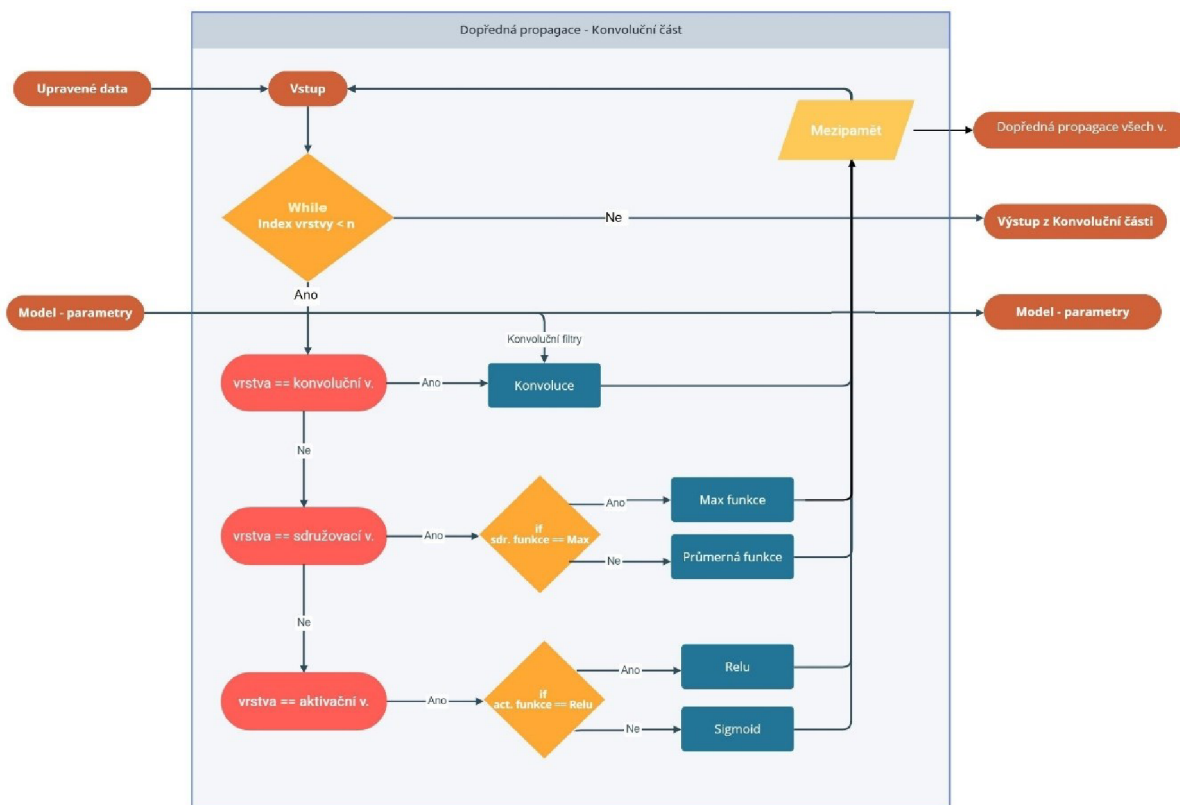 Dopředná propagace - Konvoluční část
Upravené data
Vstup
Mezipamět
Dopředná propagace všech v.
While
Index vrstvy < n
Ne
Výstup z Konvoluční části
Ano
Model - parametry
Model - parametry
Konvoluční filtry
vrstva == konvoluční v.
Ano
Konvoluce
Ne
Max funkce
Ano
vrstva == sdružovací v.
Ano
if
sdr. funkce == Max
Průmerná funkce
Ne
Ne
Relu
Ano
vrstva == aktivační v.
Ano
if
act. funkce == Relu
Ne
Sigmoid